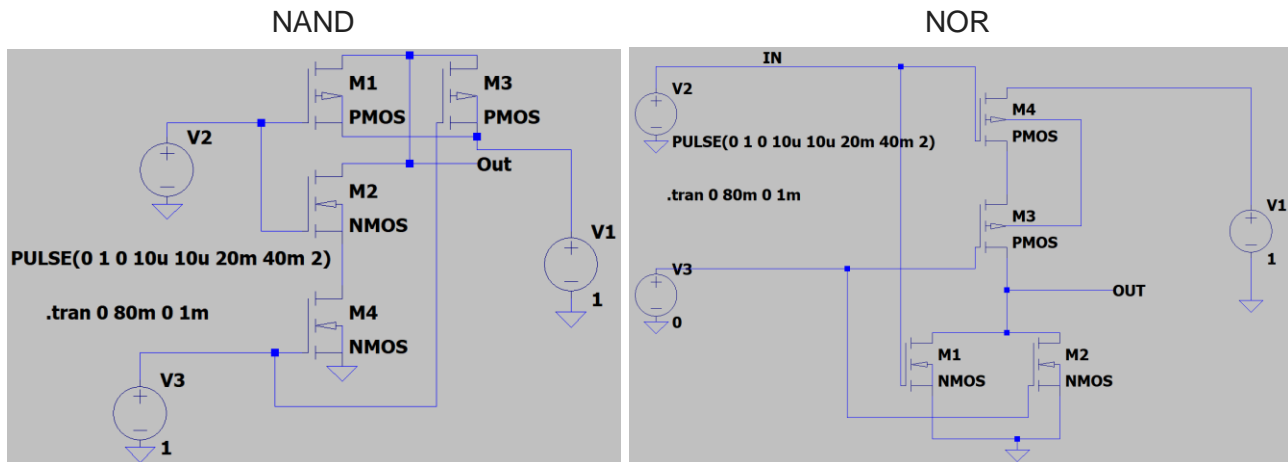 NAND
M1
M3
PMOS
PMOS
V2
Out
M2
NMOS
V1
PULSE(0 1 0 10u 10u 20m 40m 2)
.tran 0 80m 0 1m
M4
NMOS
1
V3
1
NOR
IN
V2
M4
PULSE(0 1 0 10u 10u 20m 40m 2)
PMOS
.tran 0 80m 0 1m
M3
V1
PMOS
1
V3
OUT
0
M1
M2
NMOS
NMOS